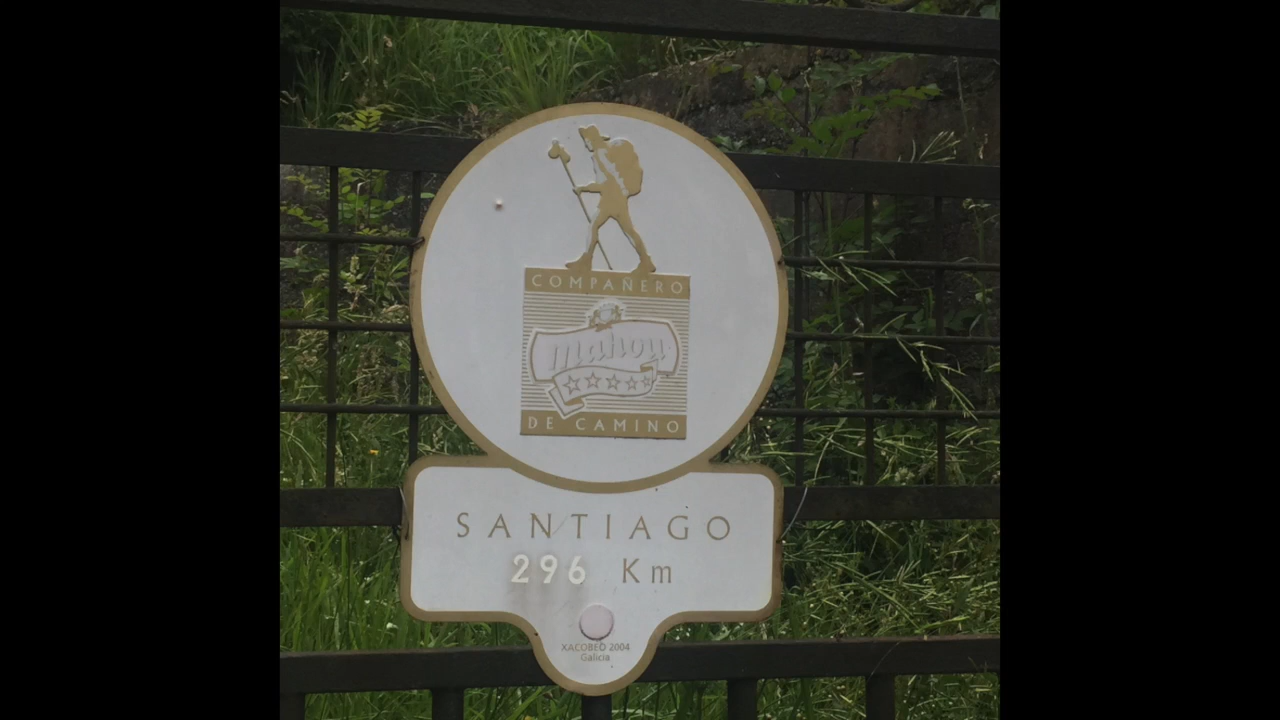 COMPAÑERO
mahou
DE CAMINO
SANTIAGO
296 Km
XACOBEO 2004
Galicia